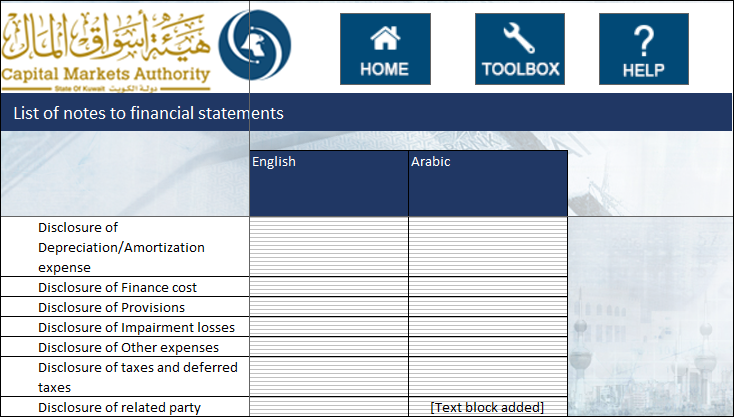 هيئة أسواق المال
Capital Markets Authority
State Of Kuwait دولة الكويت
HOME
TOOLBOX
?
HELP
List of notes to financial statements
English
Arabic
Disclosure of
Depreciation/Amortization
expense
Disclosure of Finance cost
Disclosure of Provisions
Disclosure of Impairment losses
Disclosure of Other expenses
Disclosure of taxes and deferred
taxes
Disclosure of related party
[Text block added]